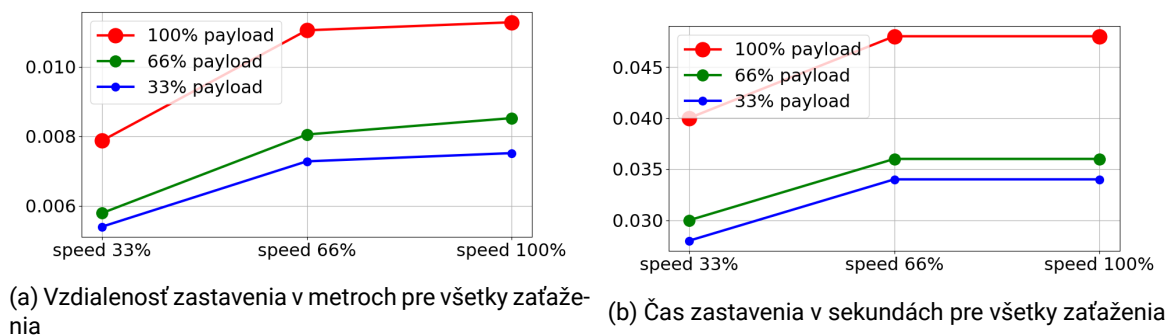 100% payload
66% payload
33% payload
0.010
0.008
0.006
speed 33%
speed 66%
speed 100%
(a) Vzdialenosť zastavenia v metroch pre všetky zaťaže-
nia
100% payload
66% payload
33% payload
0.045
0.040
0.035
0.030
speed 33%
speed 66%
speed 100%
(b) Čas zastavenia v sekundách pre všetky zaťaženia